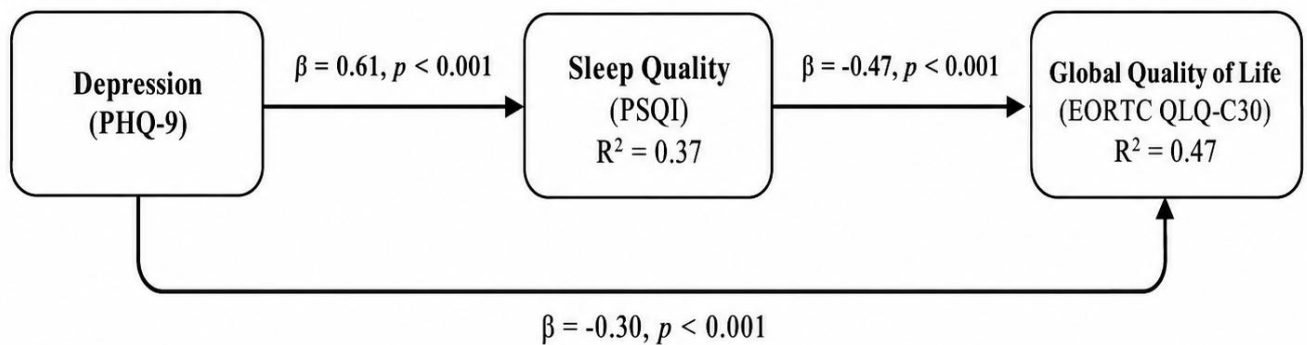 Depression
(PHQ-9)
β = 0.61, p < 0.001
Sleep Quality
(PSQI)
R² = 0.37
β = -0.47, p < 0.001
Global Quality of Life
(EORTC QLQ-C30)
R² = 0.47
β = -0.30, p < 0.001